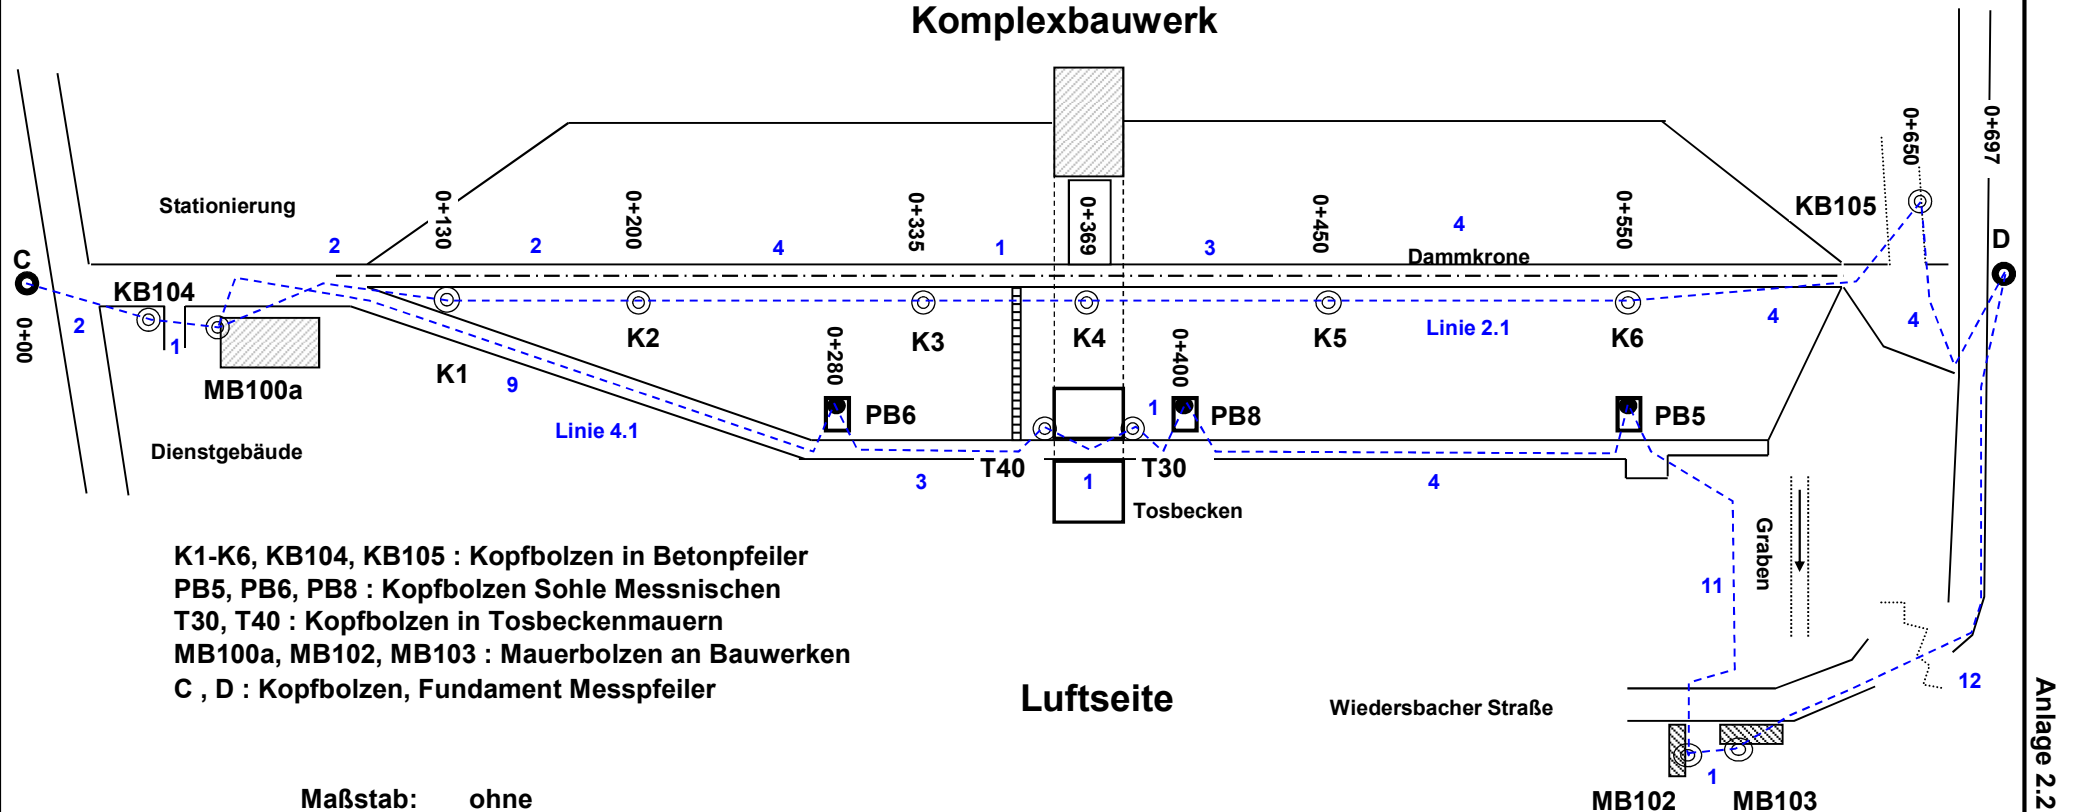 Komplexbauwerk
0+650
0+697
Stationierung
0+130
0+200
0+335
0+369
0+450
0+550
KB105
2
2
4
1
3
4
Dammkrone
C
D
KB104
0+00
2
1
K2
K3
K4
K5
K6
Linie 2.1
4
4
0+280
0+400
MB100a
K1
9
PB6
1
PB8
PB5
Linie 4.1
Dienstgebäude
T40
T30
3
1
4
Tosbecken
Graben
K1-K6, KB104, KB105 : Kopfbolzen in Betonpfeiler
PB5, PB6, PB8 : Kopfbolzen Sohle Messnischen
T30, T40 : Kopfbolzen in Tosbeckenmauern
MB100a, MB102, MB103 : Mauerbolzen an Bauwerken
C , D : Kopfbolzen, Fundament Messpfeiler
11
12
Luftseite
Wiedersbacher Straße
1
Maßstab: ohne
MB102
MB103
Anlage 2.2